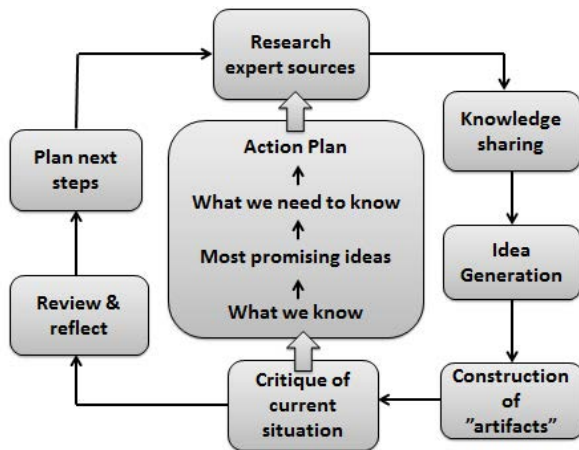 Research
expert sources
Knowledge
sharing
Idea
Generation
Construction
of
”artifacts”
Critique of
current
situation
Review &
reflect
Plan next
steps
Action Plan
What we need to know
Most promising ideas
What we know